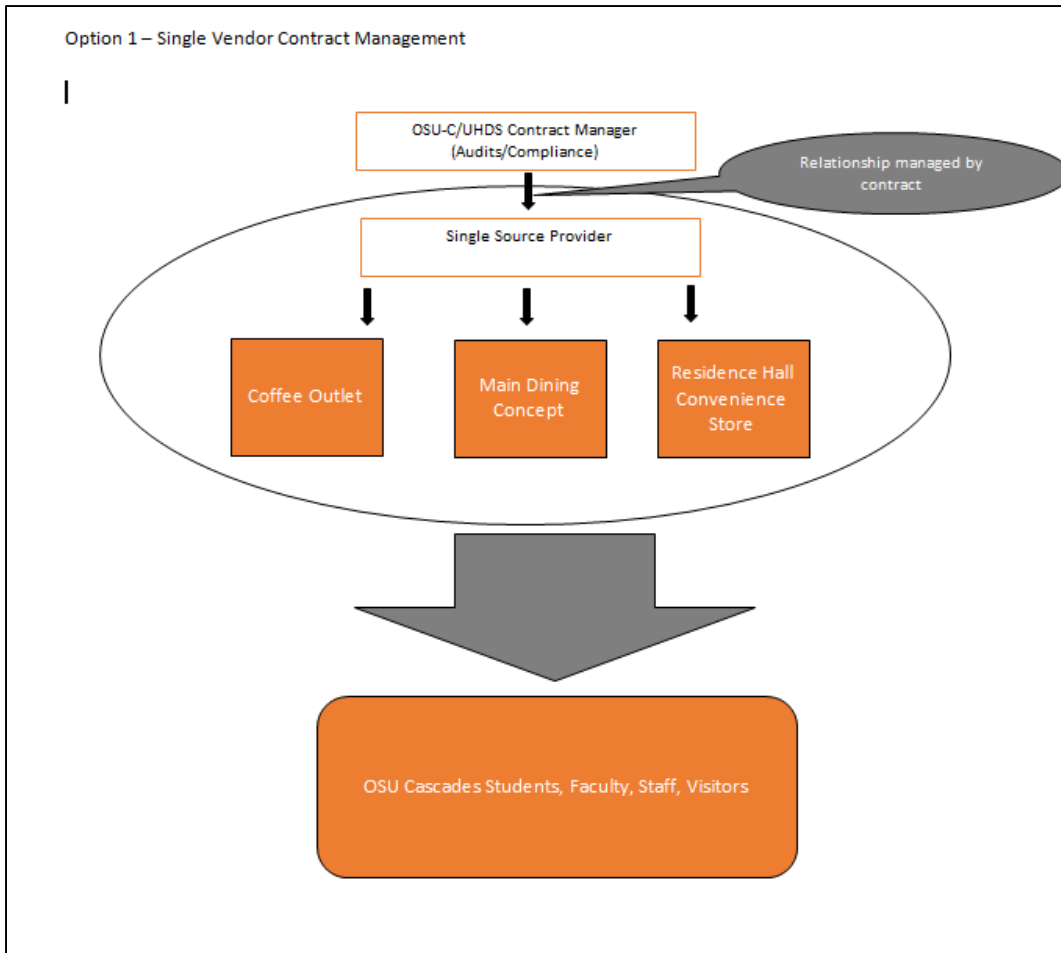 Option 1 – Single Vendor Contract Management
OSU-C/UHDS Contract Manager
(Audits/Compliance)
Relationship managed by
contract
Single Source Provider
Coffee Outlet
Main Dining
Concept
Residence Hall
Convenience
Store
OSU Cascades Students, Faculty, Staff, Visitors